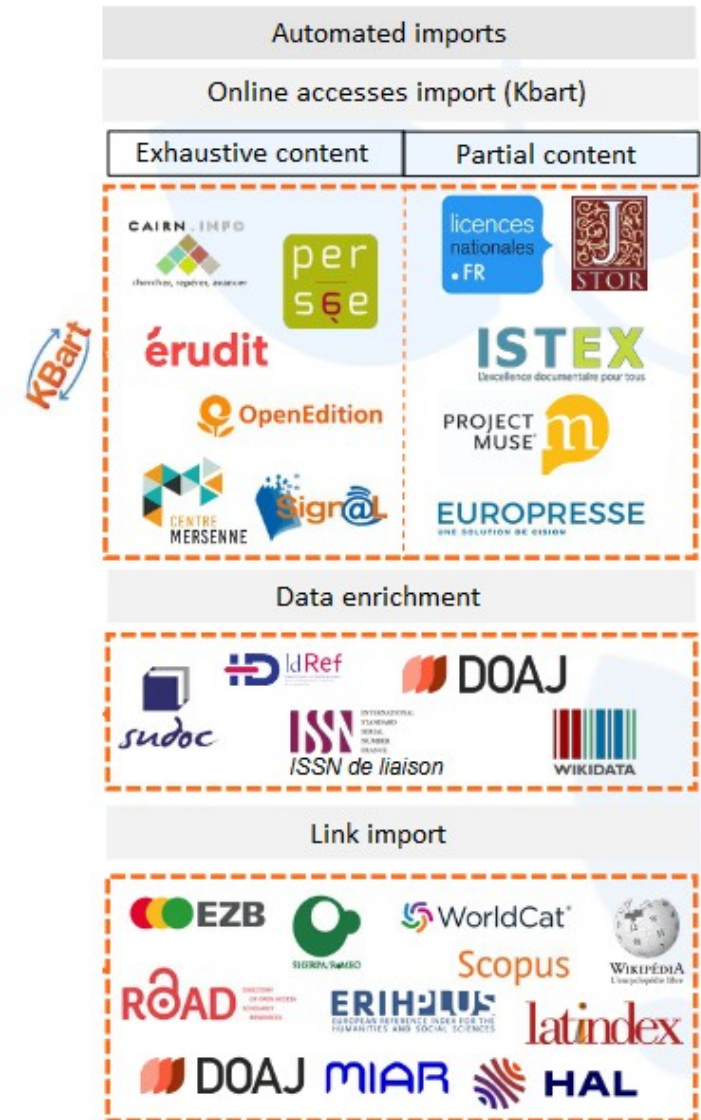 Automated imports
Online accesses import (Kbart)
Exhaustive content
Partial content
KBart
CAIRN.INFO
chercher, repérer, avancer
per
sée
érudit
OpenEdition
CENTRE
MERSENNE
Sign@L
licences
nationales
.FR
J
STOR
ISTEX
L'excellence documentaire pour tous
PROJECT
MUSE
m
EUROPRESSE
UNE SOLUTION DE CISION
Data enrichment
sudoc
IdRef
DOAJ
ISSN
INTERNATIONAL
STANDARD
SERIAL
NUMBER
FRANCE
ISSN de liaison
WIKIDATA
Link import
EZB
SHERPA/RoMEO
WorldCat
Scopus
WIKIPÉDIA
L'encyclopédie libre
ROAD
DIRECTORY
OF OPEN ACCESS
SCHOLARLY
RESOURCES
ERIHPLUS
EUROPEAN REFERENCE INDEX FOR THE
HUMANITIES AND SOCIAL SCIENCES
latindex
DOAJ
MIAR
HAL